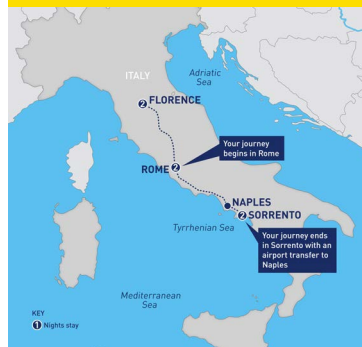 ITALY
Adriatic
Sea
2 FLORENCE
Your journey
begins in Rome
ROME 2
NAPLES
2 SORRENTO
Tyrrhenian Sea
Your journey ends
in Sorrento with an
airport transfer to
Naples
Mediterranean
Sea
KEY
1 Nights stay